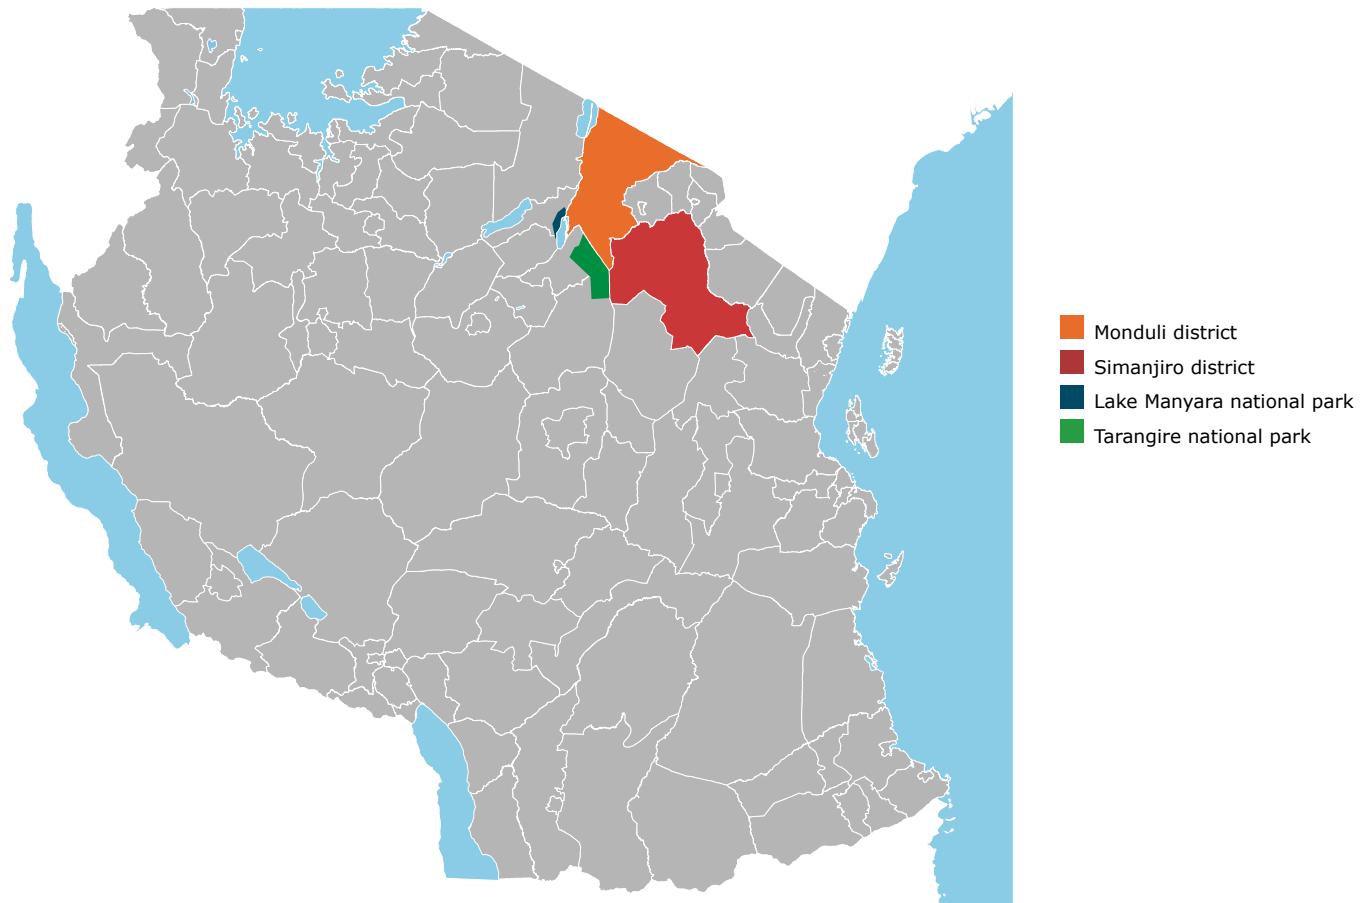 Monduli district
Simanjiro district
Lake Manyara national park
Tarangire national park